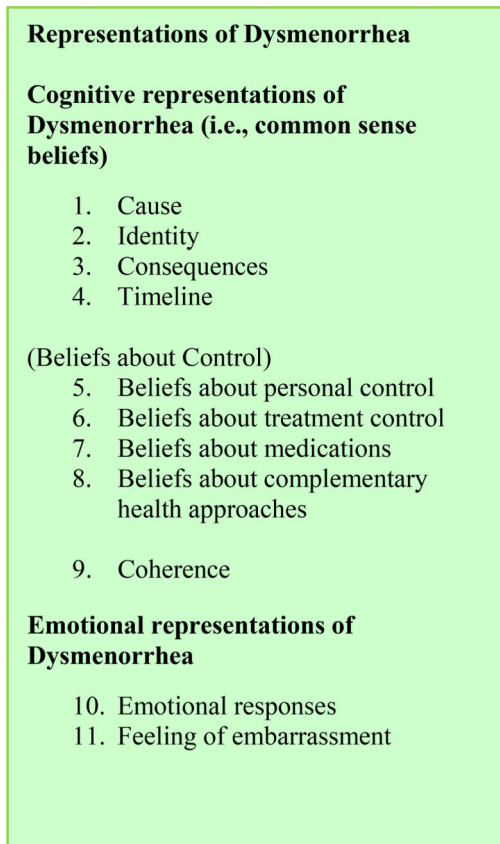 Representations of Dysmenorrhea
Cognitive representations of
Dysmenorrhea (i.e., common sense
beliefs)
1. Cause
2. Identity
3. Consequences
4. Timeline
(Beliefs about Control)
5. Beliefs about personal control
6. Beliefs about treatment control
7. Beliefs about medications
8. Beliefs about complementary
health approaches
9. Coherence
Emotional representations of
Dysmenorrhea
10. Emotional responses
11. Feeling of embarrassment